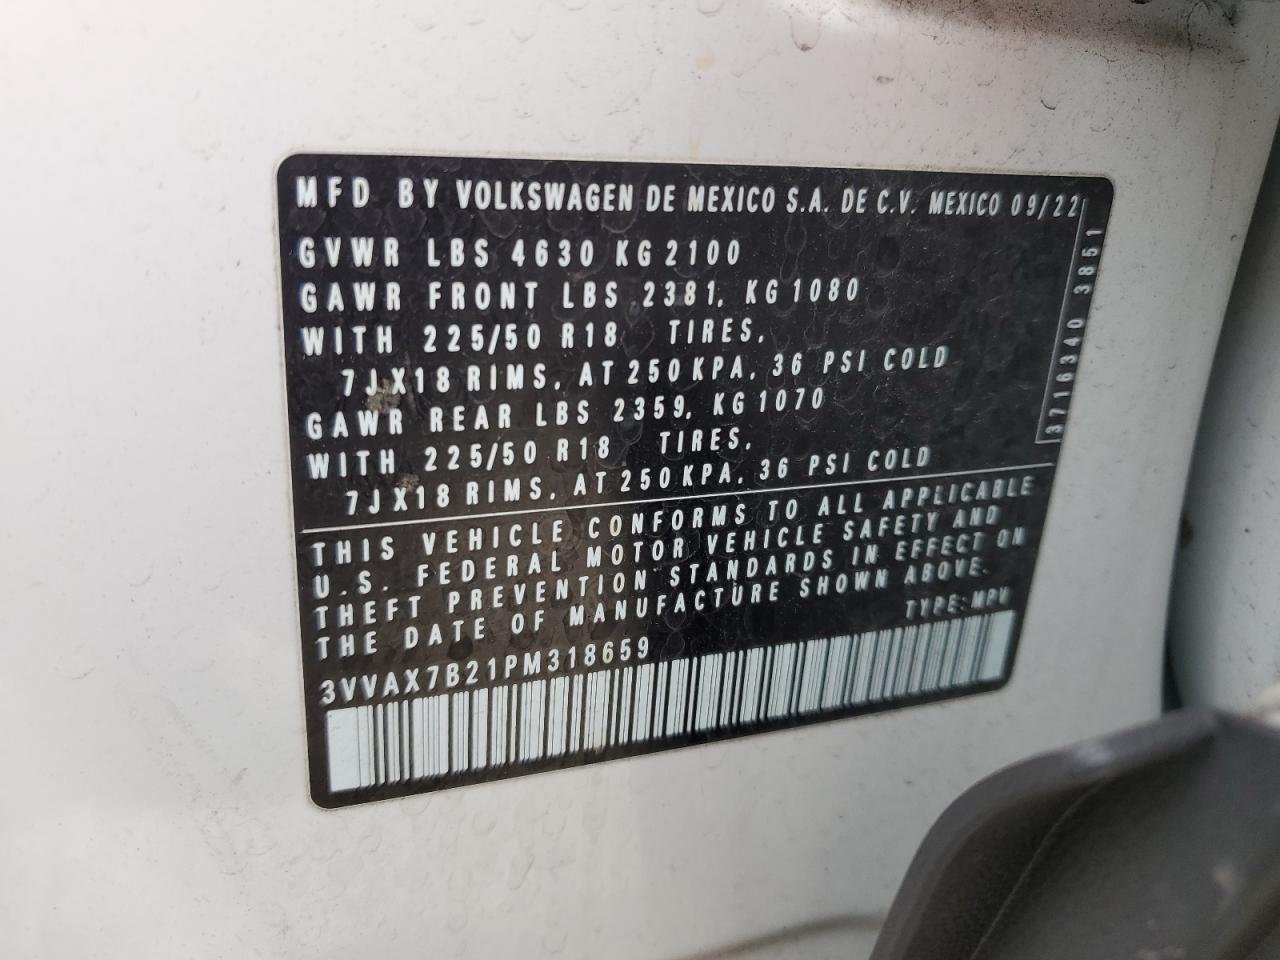 MFD BY VOLKSWAGEN DE MEXICO S.A. DE C.V. MEXICO 09/22
GVWR LBS 4630 KG 2100
GAWR FRONT LBS 2381, KG 1080
WITH 225/50 R18 TIRES,
7JX18 RIMS, AT 250 KPA, 36 PSI COLD
GAWR REAR LBS 2359, KG 1070
WITH 225/50 R18 TIRES,
7JX18 RIMS, AT 250 KPA, 36 PSI COLD
3716340 3851
THIS VEHICLE CONFORMS TO ALL APPLICABLE
U.S. FEDERAL MOTOR VEHICLE SAFETY AND
THEFT PREVENTION STANDARDS IN EFFECT ON
THE DATE OF MANUFACTURE SHOWN ABOVE.
TYPE: MPV
3VVAX7B21PM318659